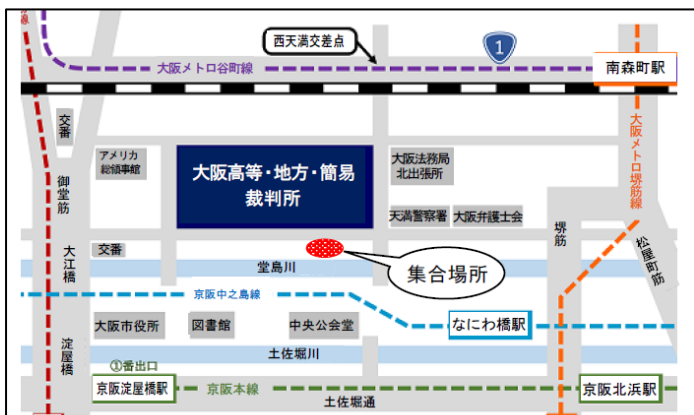 線
西天満交差点
1
大阪メトロ谷町線
南森町駅
交番
アメリカ
総領事館
大阪高等・地方・簡易
裁判所
大阪法務局
北出張所
大阪メトロ堺筋線
御堂筋
天満警察署
大阪弁護士会
堺筋
松屋町筋
大江橋
交番
堂島川
集合場所
京阪中之島線
大阪市役所
図書館
中央公会堂
なにわ橋駅
淀屋橋
土佐堀川
①番出口
京阪淀屋橋駅
京阪本線
京阪北浜駅
土佐堀通